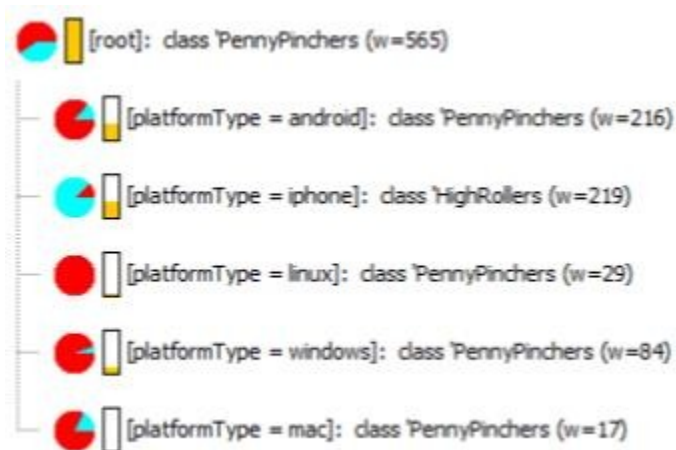 [root]: class 'PennyPinchers (w=565)
[platformType = android]: class 'PennyPinchers (w=216)
[platformType = iphone]: class 'HighRollers (w=219)
[platformType = linux]: class 'PennyPinchers (w=29)
[platformType = windows]: class 'PennyPinchers (w=84)
[platformType = mac]: class 'PennyPinchers (w=17)